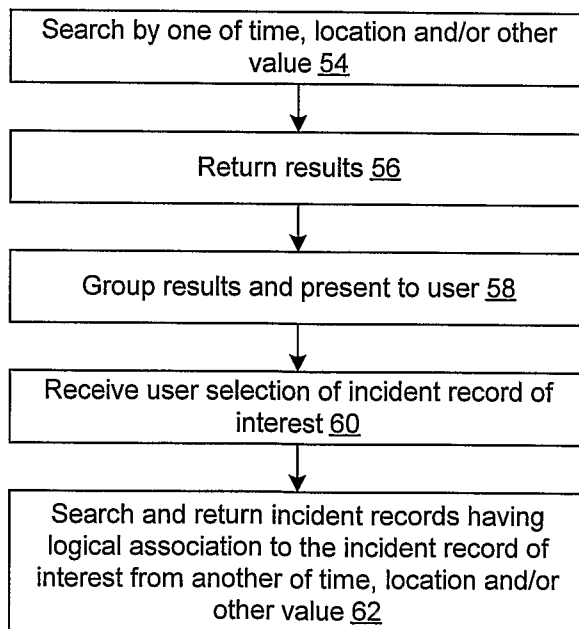 Search by one of time, location and/or other
value 54
Return results 56
Group results and present to user 58
Receive user selection of incident record of
interest 60
Search and return incident records having
logical association to the incident record of
interest from another of time, location and/or
other value 62